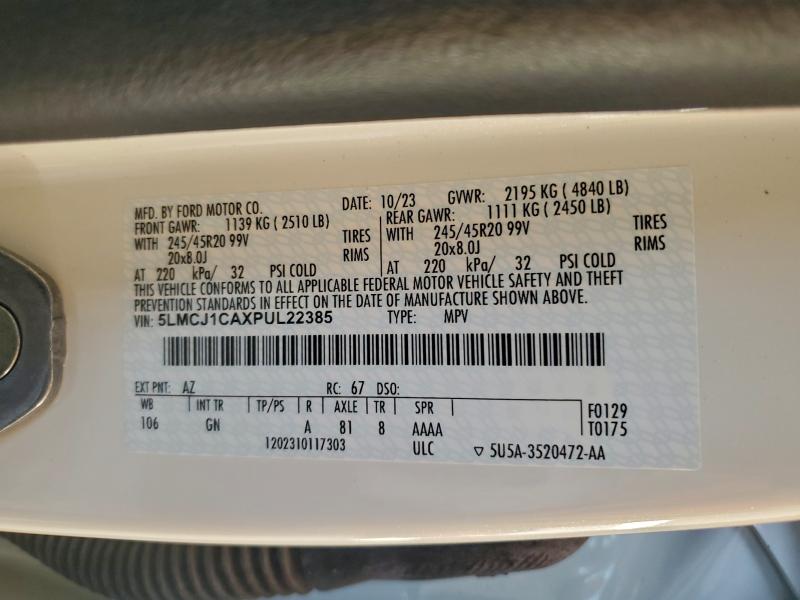 MFD. BY FORD MOTOR CO. DATE: 10/23 GVWR: 2195 KG ( 4840 LB)
FRONT GAWR: 1139 KG ( 2510 LB) REAR GAWR: 1111 KG ( 2450 LB)
WITH 245/45R20 99V TIRES WITH 245/45R20 99V TIRES
20x8.0J RIMS 20x8.0J RIMS
AT 220 kPa/ 32 PSI COLD AT 220 kPa/ 32 PSI COLD
THIS VEHICLE CONFORMS TO ALL APPLICABLE FEDERAL MOTOR VEHICLE SAFETY AND THEFT
PREVENTION STANDARDS IN EFFECT ON THE DATE OF MANUFACTURE SHOWN ABOVE.
VIN: 5LMCJ1CAXPUL22385 TYPE: MPV
EXT PNT: AZ RC: 67 DSO:
WB INT TR TP/PS R AXLE TR SPR F0129
106 GN A 81 8 AAAA T0175
1202310117303 ULC ▽ 5U5A-3520472-AA